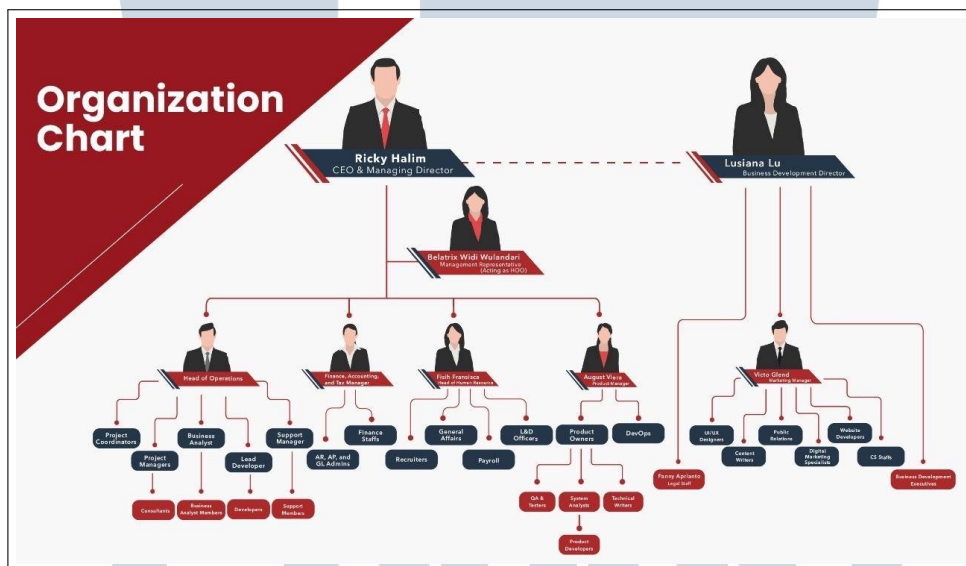 Organization
Chart
Ricky Halim
CEO & Managing Director
Lusiana Lu
Business Development Director
Belatrix Widi Wulandari
Management Representative
(Acting as HOO)
Head of Operations
Finance, Accounting,
and Tax Manager
Fisth Francisca
Head of Human Resource
August Viera
Product Manager
Victo Glend
Marketing Manager
Project
Coordinators
Project
Managers
Business
Analyst
Lead
Developer
Support
Manager
Consultants
Business
Analyst Members
Developers
Support
Members
AR, AP, and
GL Admins
Finance
Staffs
Recruiters
General
Affairs
Payroll
L&D
Officers
Product
Owners
DevOps
QA &
Testers
System
Analysts
Technical
Writers
Product
Developers
UI/UX
Designers
Content
Writers
Public
Relations
Digital
Marketing
Specialists
Website
Developers
CS Staffs
Fanny Aprianto
Legal Staff
Business Development
Executives